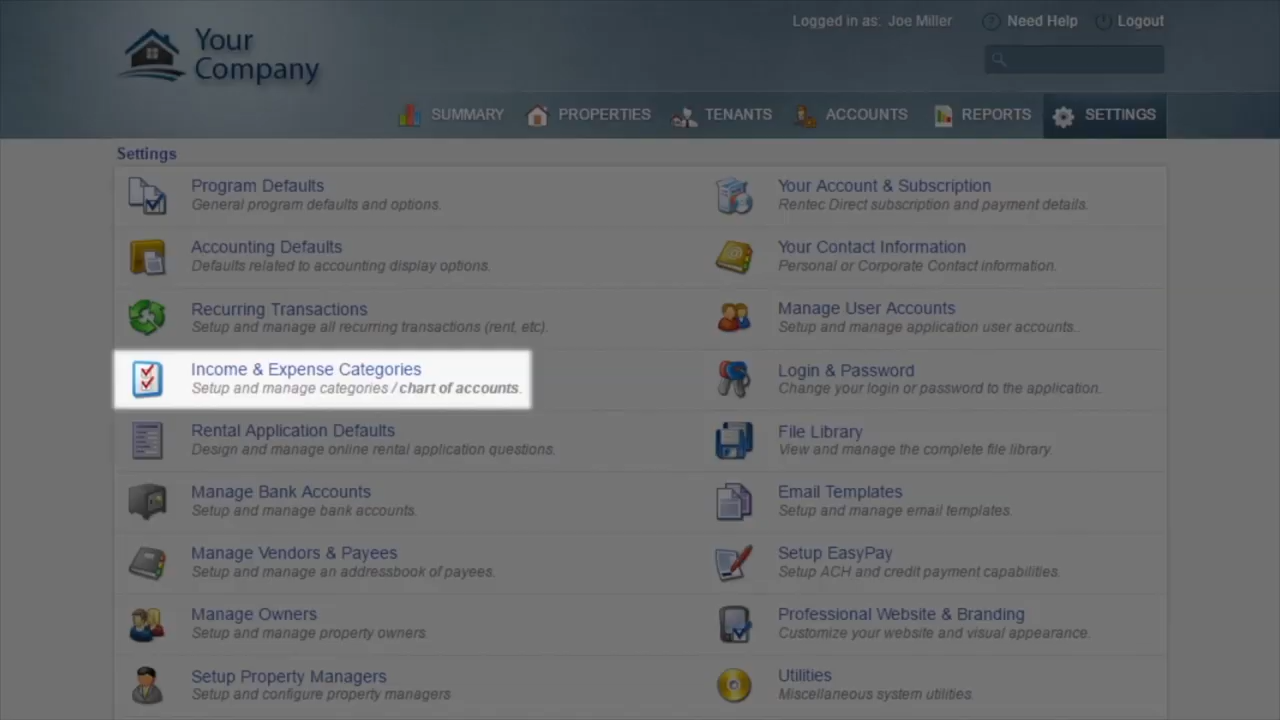 Logged in as: Joe Miller
Need Help
Logout
Your
Company
SUMMARY
PROPERTIES
TENANTS
ACCOUNTS
REPORTS
SETTINGS
Settings
Program Defaults
General program defaults and options.
Your Account & Subscription
Rentec Direct subscription and payment details.
Accounting Defaults
Defaults related to accounting display options.
Your Contact Information
Personal or Corporate Contact information.
Recurring Transactions
Setup and manage all recurring transactions (rent, etc).
Manage User Accounts
Setup and manage application user accounts..
Income & Expense Categories
Setup and manage categories / chart of accounts.
Login & Password
Change your login or password to the application.
Rental Application Defaults
Design and manage online rental application questions.
File Library
View and manage the complete file library.
Manage Bank Accounts
Setup and manage bank accounts.
Email Templates
Setup and manage email templates.
Manage Vendors & Payees
Setup and manage an addressbook of payees.
Setup EasyPay
Setup ACH and credit payment capabilities.
Manage Owners
Setup and manage property owners
Professional Website & Branding
Customize your website and visual appearance.
Setup Property Managers
Setup and configure property managers
Utilities
Miscellaneous system utilities.